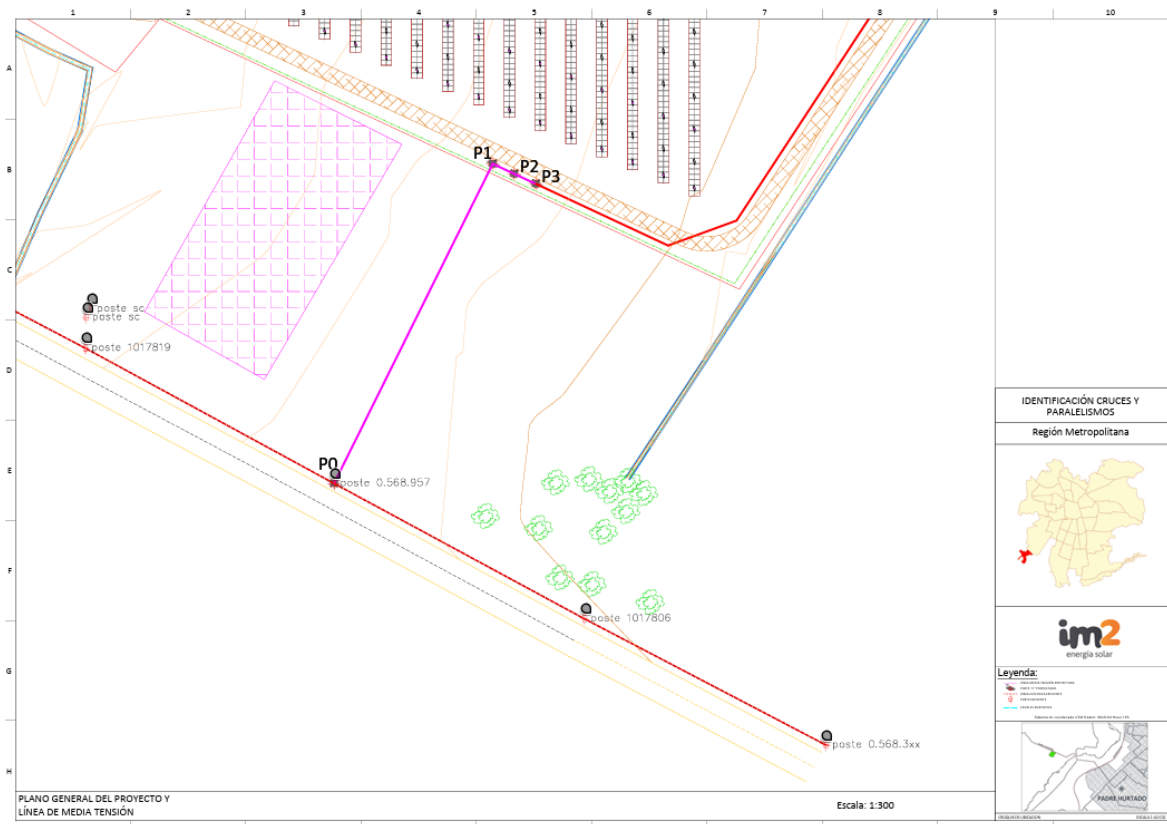 1 2 3 4 5 6 7 8 9 10
A
B
C
D
E
F
G
H
P1
P2
P3
poste sc
poste sc
poste 1017819
P0
poste 0.568.957
poste 1017806
poste 0.568.3xx
IDENTIFICACIÓN CRUCES Y
PARALELISMOS
Región Metropolitana
im2
energía solar
Leyenda:
PADRE HURTADO
PLANO GENERAL DEL PROYECTO Y
LÍNEA DE MEDIA TENSIÓN
Escala: 1:300